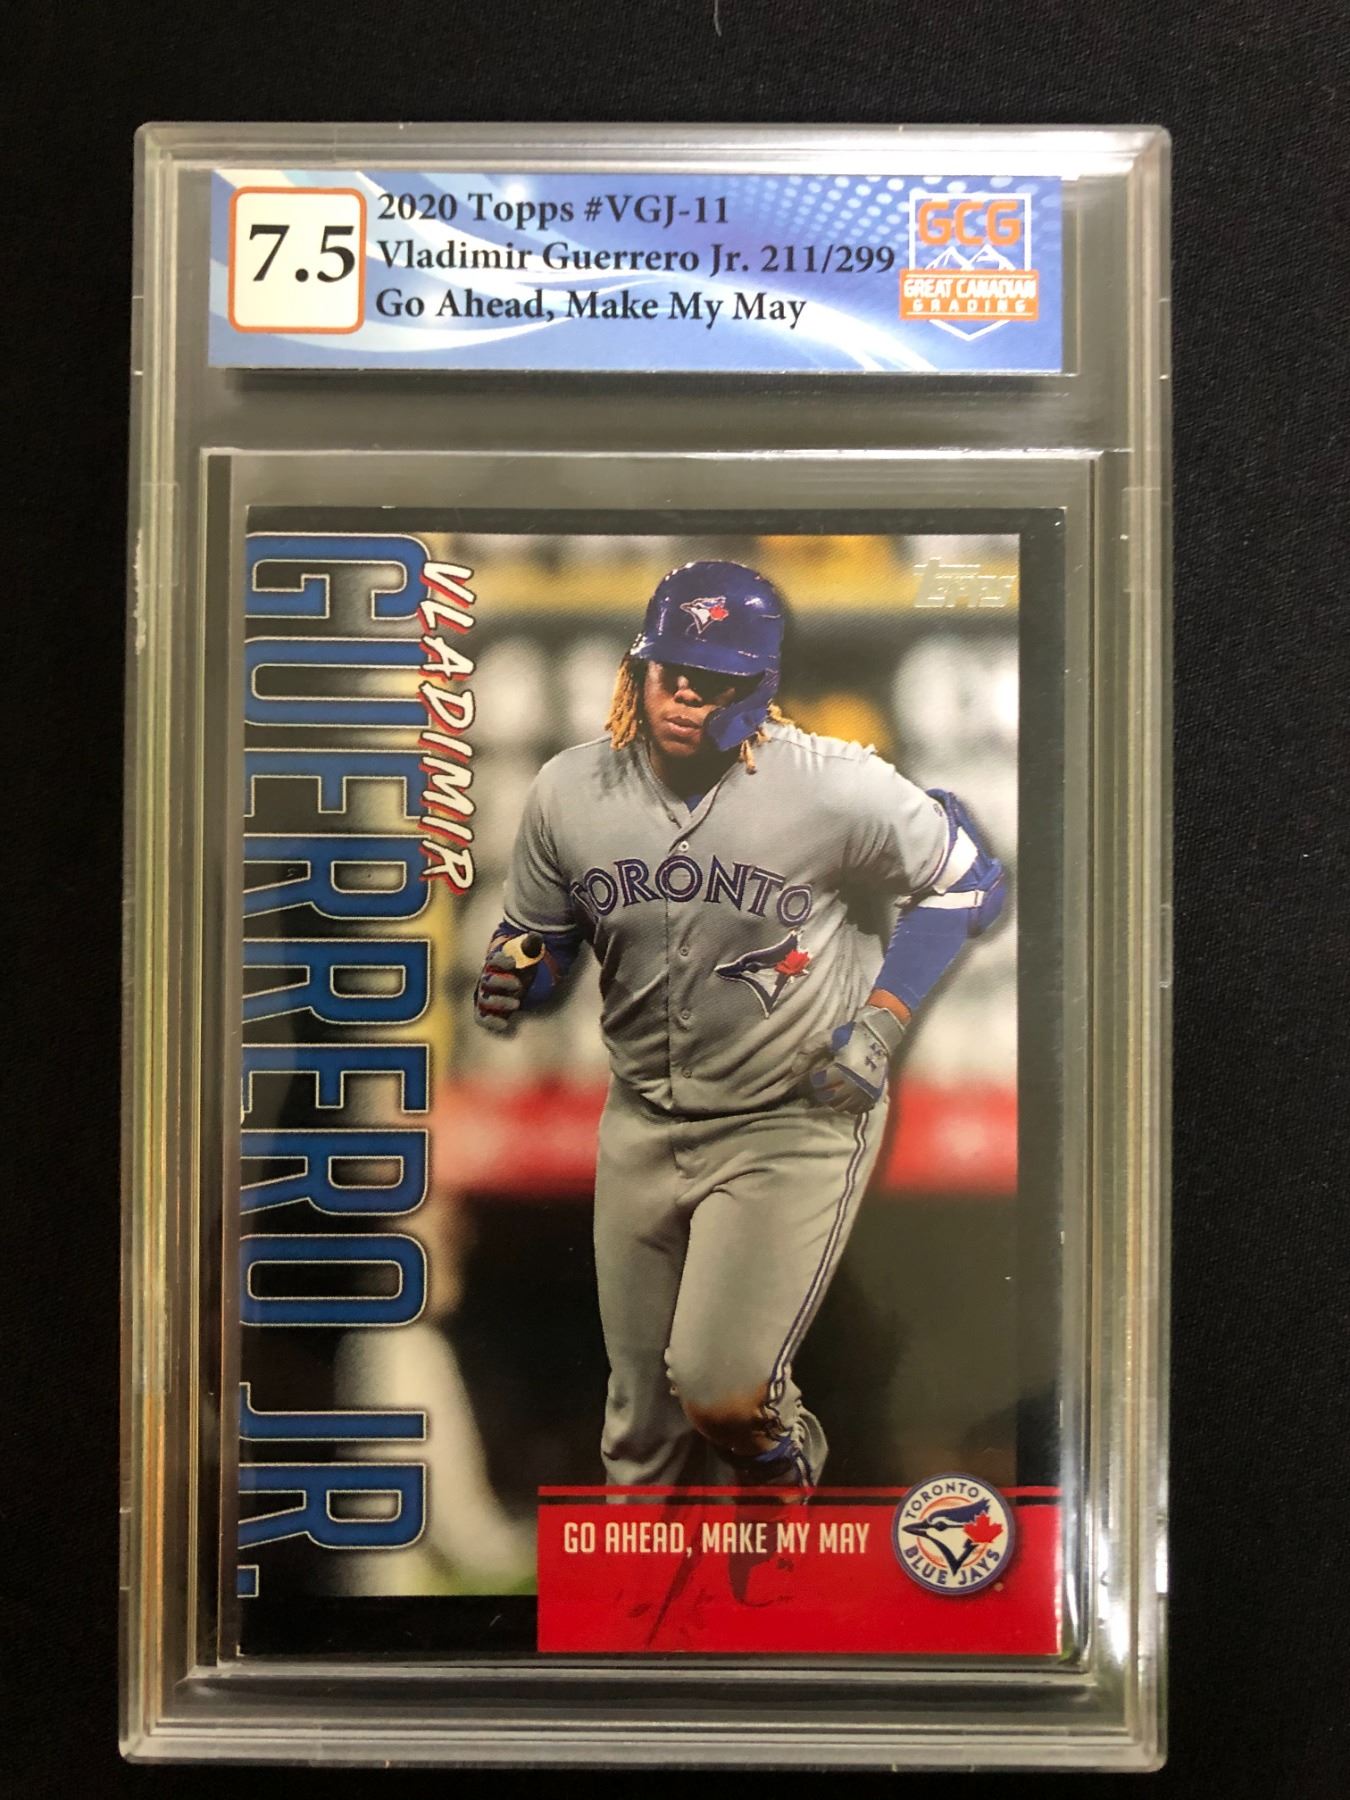 7.5
2020 Topps #VGJ-11
Vladimir Guerrero Jr. 211/299
Go Ahead, Make My May
GCG
GREAT CANADIAN
GRADING
Topps
VLADIMIR
GUERRERO JR.
TORONTO
GO AHEAD, MAKE MY MAY
TORONTO
BLUE JAYS